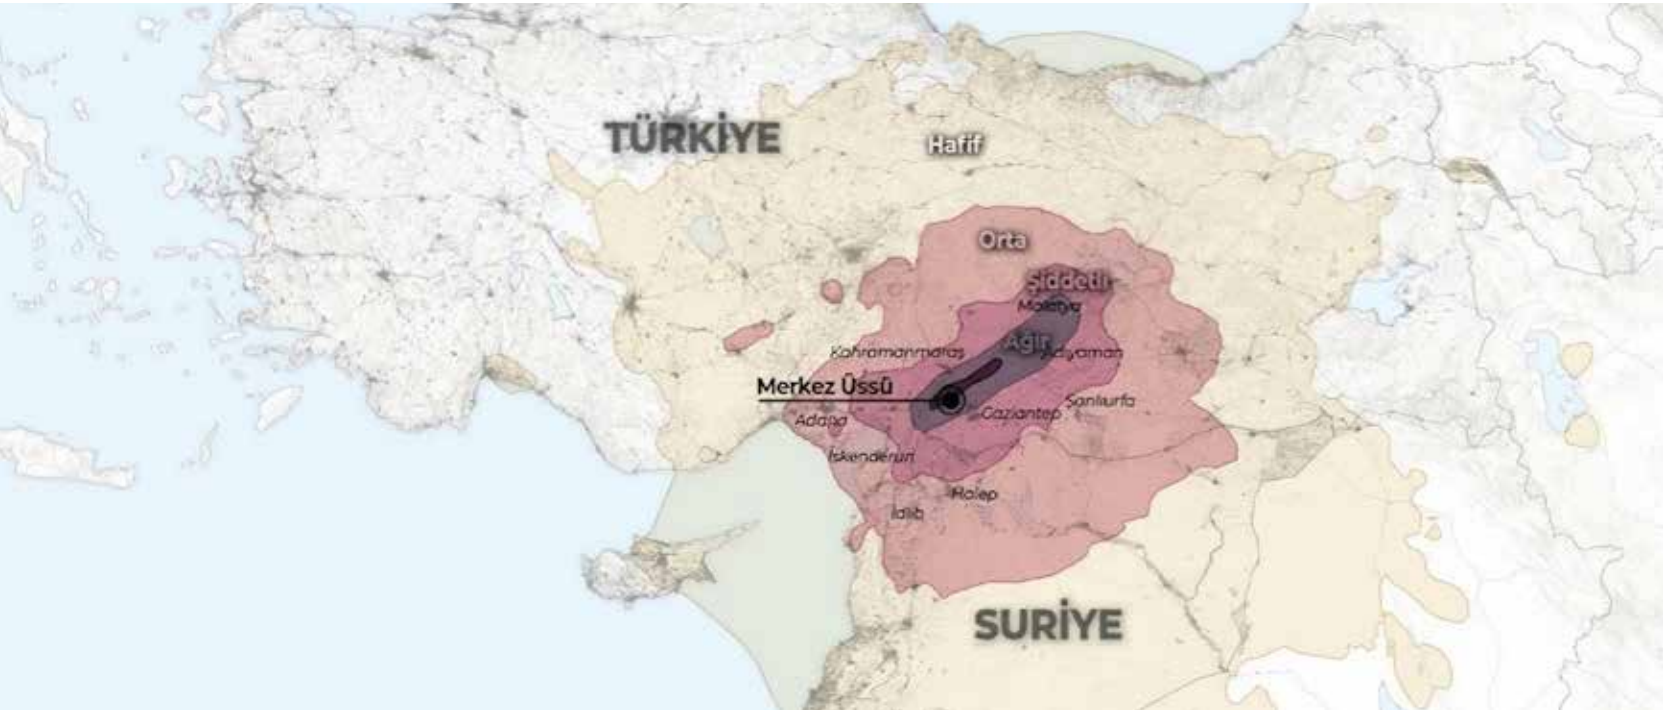 TÜRKİYE
Hafif
Orta
Şiddetli
Malatya
Ağır
Kahramanmaraş
Adıyaman
Merkez Üssü
Şanlıurfa
Gaziantep
Adana
İskenderun
Halep
İdlib
SURİYE